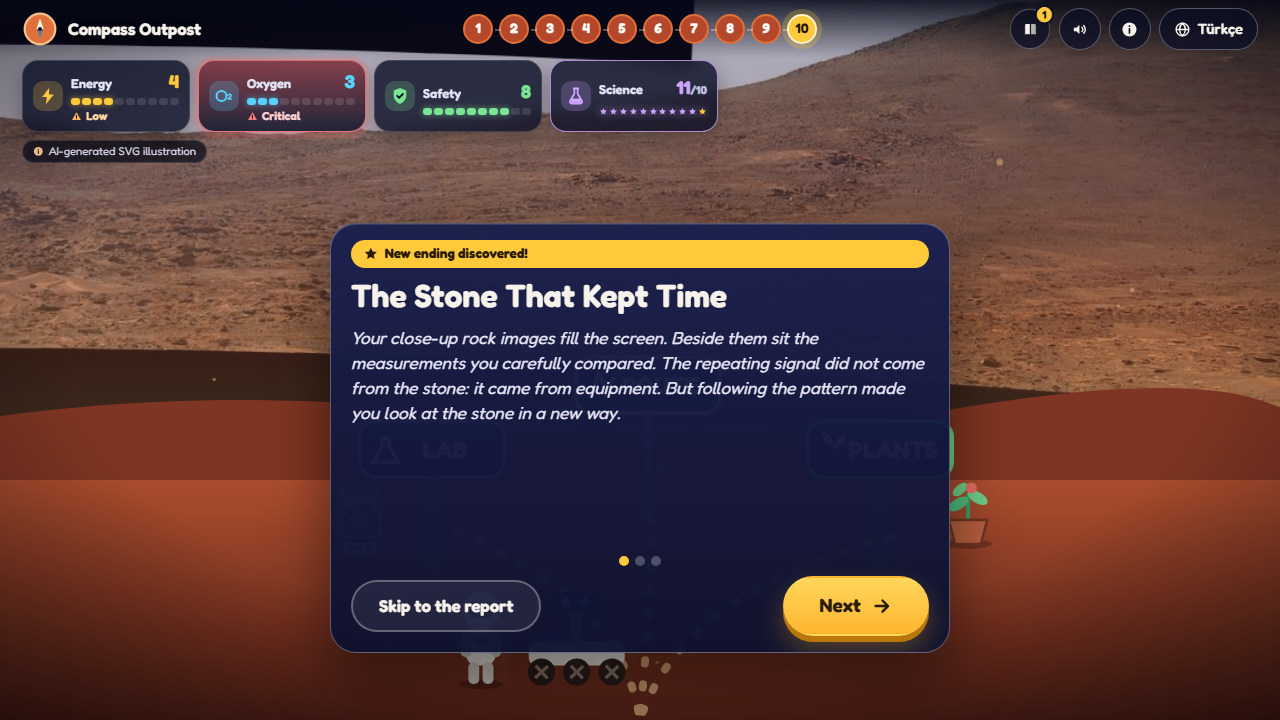 Compass Outpost
1 2 3 4 5 6 7 8 9 10
1
Türkçe
Energy 4
Low
O2
Oxygen 3
Critical
Safety 8
Science 11/10
AI-generated SVG illustration
New ending discovered!
The Stone That Kept Time
Your close-up rock images fill the screen. Beside them sit the
measurements you carefully compared. The repeating signal did not come
from the stone: it came from equipment. But following the pattern made
you look at the stone in a new way.
LAB
PLANTS
Skip to the report
Next